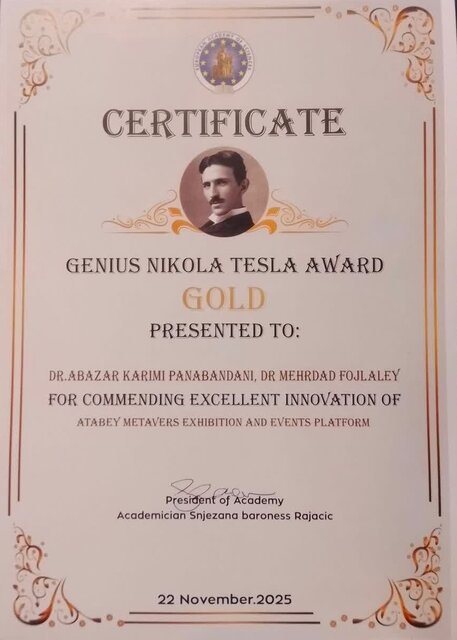 CERTIFICATE
GENIUS NIKOLA TESLA AWARD
GOLD
PRESENTED TO:
DR.ABAZAR KARIMI PANABANDANI, DR MEHRDAD FOJLALEY
FOR COMMENDING EXCELLENT INNOVATION OF
ATABEY METAVERS EXHIBITION AND EVENTS PLATFORM
President of Academy
Academician Snjezana baroness Rajacic
22 November.2025